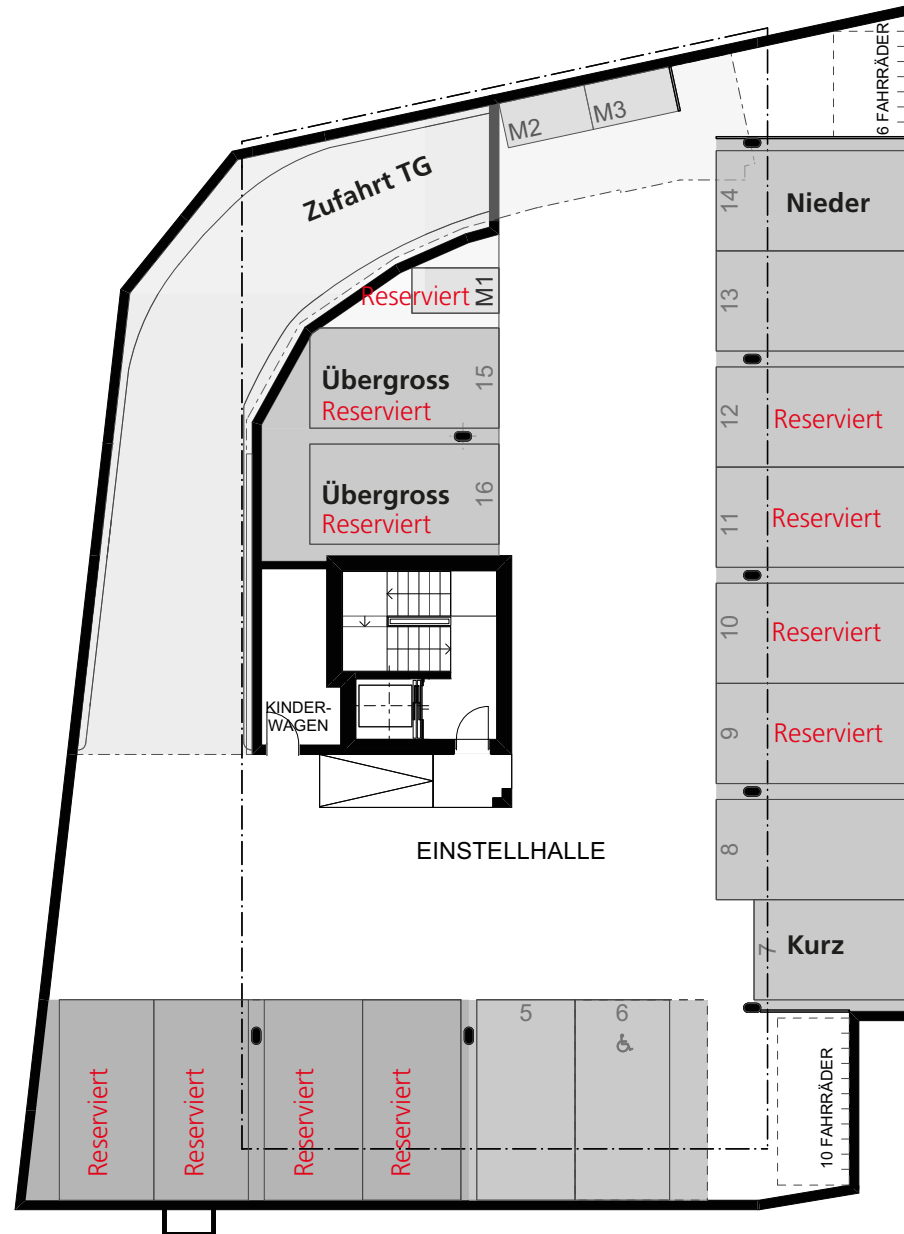 6 FAHRRÄDER
M2
M3
Zufahrt TG
14
Nieder
13
Reserviert
M1
Übergross
15
Reserviert
12
Reserviert
Übergross
16
Reserviert
11
Reserviert
10
Reserviert
KINDER-
WAGEN
9
Reserviert
EINSTELLHALLE
8
7
Kurz
5
6
Reserviert
Reserviert
Reserviert
Reserviert
10 FAHRRÄDER